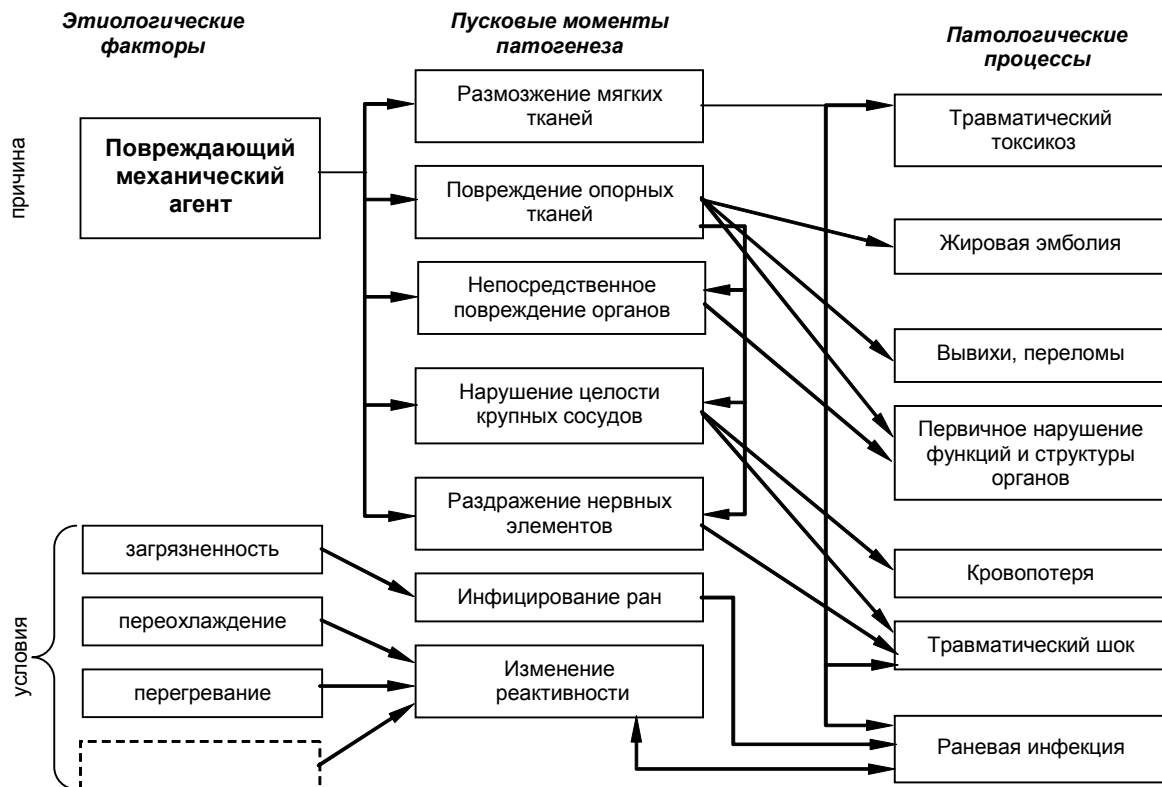 Этиологические
факторы
Пусковые моменты
патогенеза
Патологические
процессы
причина
Повреждающий
механический
агент
Размозжение мягких
тканей
Повреждение опорных
тканей
Непосредственное
повреждение органов
Нарушение целости
крупных сосудов
Раздражение нервных
элементов
Инфицирование ран
Изменение
реактивности
условия
загрязненность
переохлаждение
перегревание
Травматический
токсикоз
Жировая эмболия
Вывихи, переломы
Первичное нарушение
функций и структуры
органов
Кровопотеря
Травматический шок
Раневая инфекция